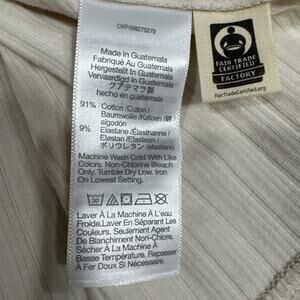 Made In Guatemala
Fabriqué Au Guatemala
Hergestellt In Guatemala
Vervaardigd In Guatemala
グアテマラ製
hecho en guatemala
91% Cotton /Coton /
Baumwolle /Katoen /綿 /
algodón
9% Elastane /Élasthanne /
Elastan /Elastaan /
ポリウレタン /elastano
Machine Wash Cold With Like
Colors. Non-Chlorine Bleach
Only. Tumble Dry Low. Iron
On Lowest Setting.
30
Laver À La Machine À L'eau
Froide.Laver En Séparant Les
Couleurs. Seulement Agent
De Blanchiment Non-Chlore.
Sécher À La Machine À
Basse Température. Repasser
À Fer Doux Si Nécessaire.
FAIR TRADE
CERTIFIED
FACTORY
FairTradeCertified.org